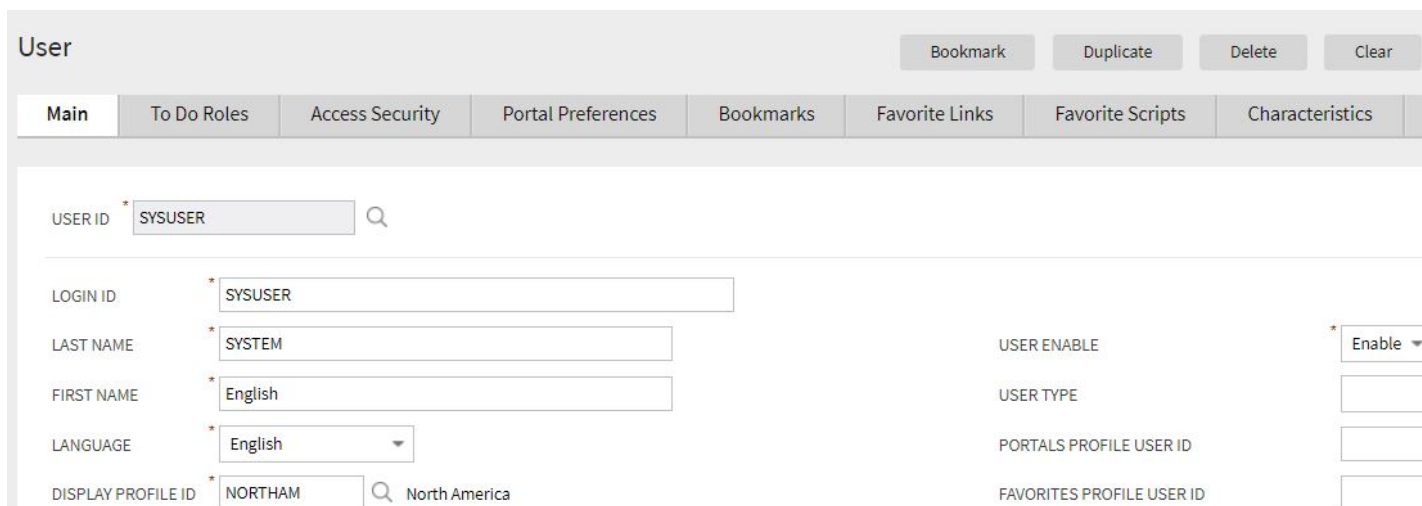 User
Bookmark Duplicate Delete Clear
Main To Do Roles Access Security Portal Preferences Bookmarks Favorite Links Favorite Scripts Characteristics
USER ID * SYSUSER
LOGIN ID * SYSUSER
LAST NAME * SYSTEM USER ENABLE * Enable
FIRST NAME * English USER TYPE
LANGUAGE * English PORTALS PROFILE USER ID
DISPLAY PROFILE ID * NORTHAM North America FAVORITES PROFILE USER ID